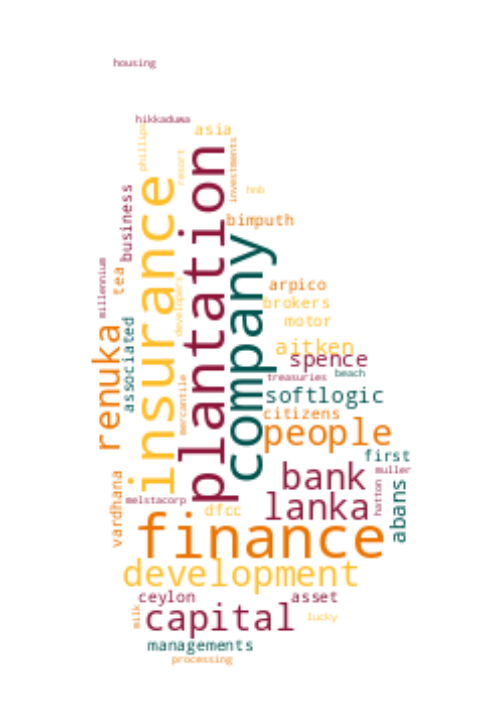 housing
hikkaduwa
asia
phillips
resort
investments
hnb
business
insurance
plantation
bimputh
company
millennium
tea
developers
arpico
brokers
motor
renuka
associated
mercantile
aitken
spence
treasuries
beach
softlogic
citizens
people
first
muller
bank
hatton
abans
vardhana
melstacorp
lanka
dfcc
finance
development
ceylon
asset
milk
capital
lucky
managements
processing